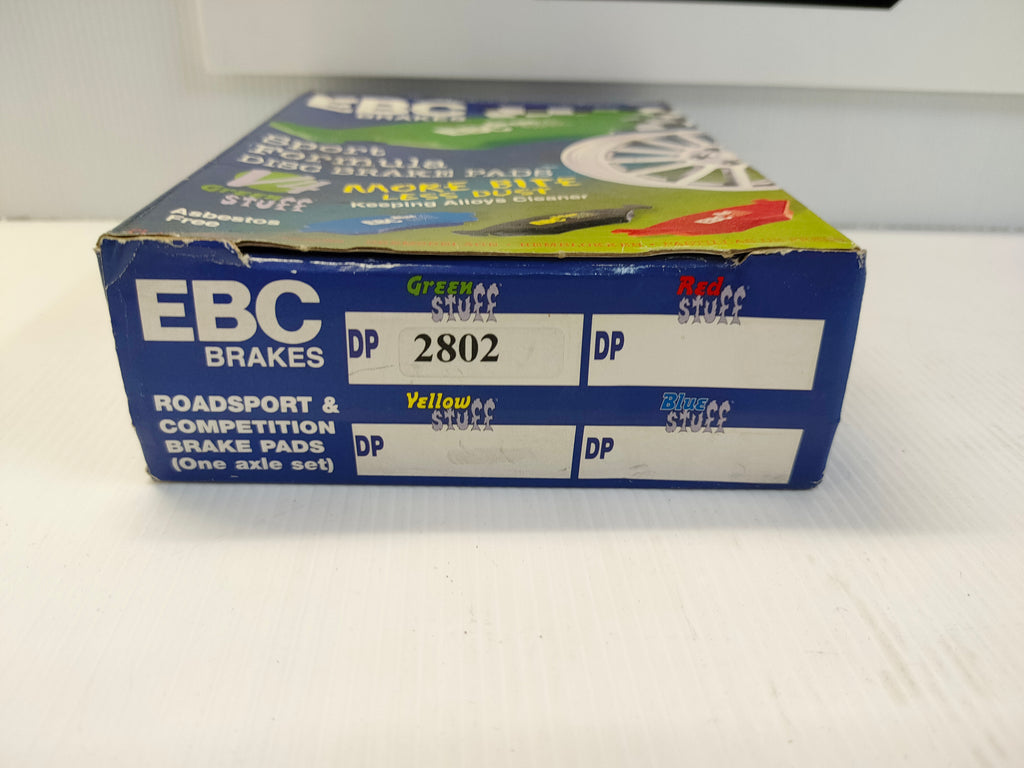 EBC
BRAKES
Sport
Formula
DISC BRAKE PADS
Green
STUFF
MORE BITE
LESS DUST
Keeping Alloys Cleaner
Asbestos
Free
EBC
BRAKES
ROADSPORT &
COMPETITION
BRAKE PADS
(One axle set)
Green
STUFF
DP 2802
Red
STUFF
DP
Yellow
STUFF
DP
Blue
STUFF
DP